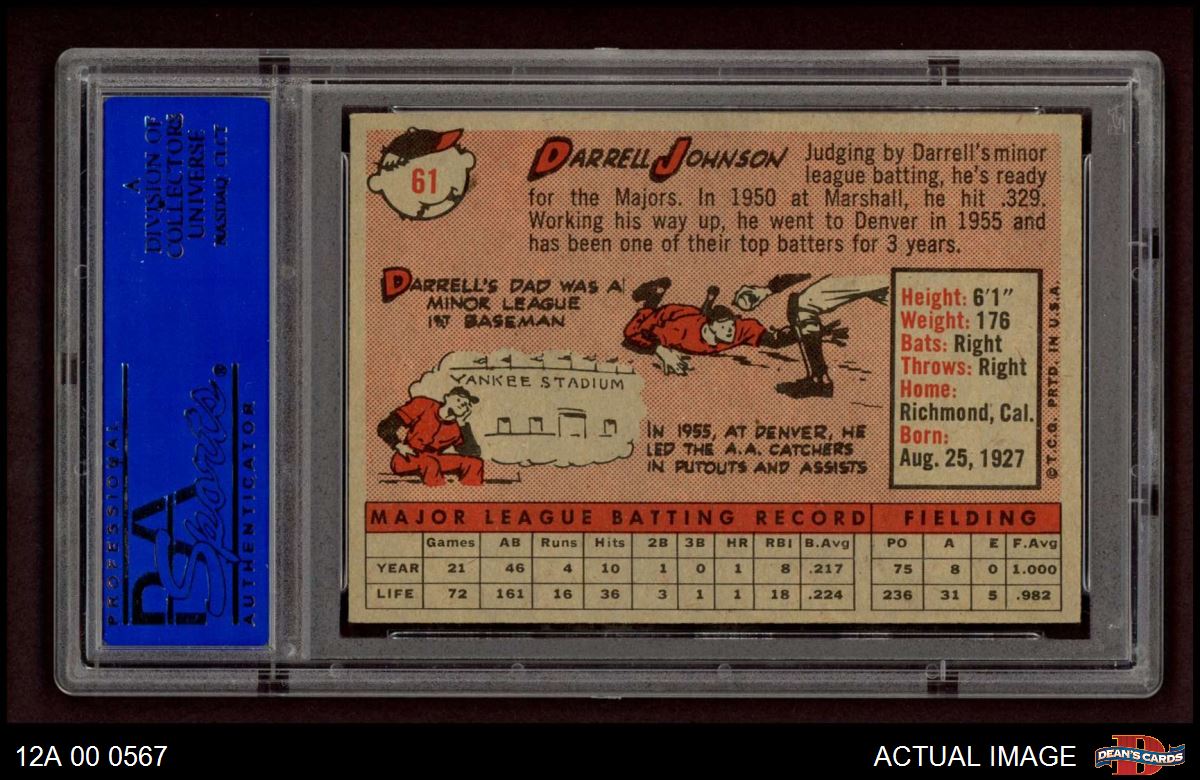 A
DIVISION OF
COLLECTORS
UNIVERSE
NASDAQ: CLCT
PROFESSIONAL
PSA
Sports®
AUTHENTICATOR
61
DARRELL JOHNSON
Judging by Darrell's minor
league batting, he's ready
for the Majors. In 1950 at Marshall, he hit .329.
Working his way up, he went to Denver in 1955 and
has been one of their top batters for 3 years.
DARRELL'S DAD WAS A
MINOR LEAGUE
1ST BASEMAN
YANKEE STADIUM
IN 1955, AT DENVER, HE
LED THE A.A. CATCHERS
IN PUTOUTS AND ASSISTS
Height: 6'1"
Weight: 176
Bats: Right
Throws: Right
Home:
Richmond, Cal.
Born:
Aug. 25, 1927
© T.C.G. PRTD. IN U.S.A.
MAJOR LEAGUE BATTING RECORD FIELDING
Games AB Runs Hits 2B 3B HR RBI B.Avg PO A E F.Avg
YEAR 21 46 4 10 1 0 1 8 .217 75 8 0 1.000
LIFE 72 161 16 36 3 1 1 18 .224 236 31 5 .982
12A 00 0567
ACTUAL IMAGE
DEAN'S CARDS